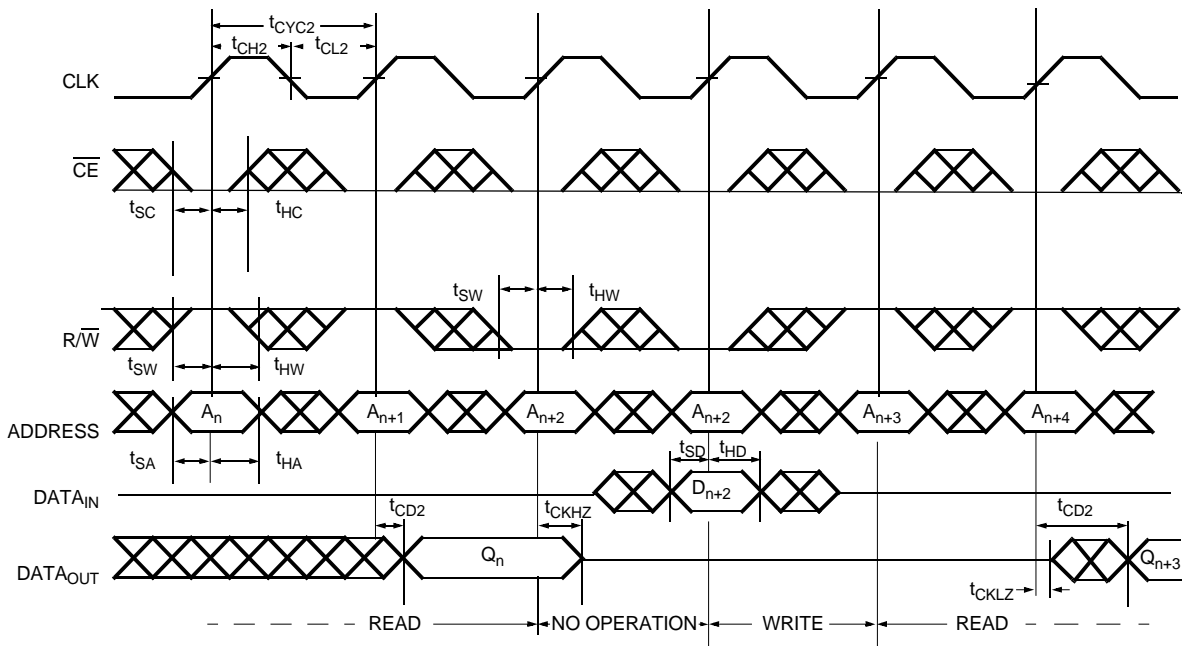 tCYC2
tCH2 tCL2
CLK
CE
tSC tHC
tSW tHW
R/W
tSW tHW
ADDRESS An An+1 An+2 An+2 An+3 An+4
tSA tHA tSD tHD
DATAIN Dn+2
tCD2 tCKHZ tCD2
DATAOUT Qn Qn+3
tCKLZ
READ NO OPERATION WRITE READ